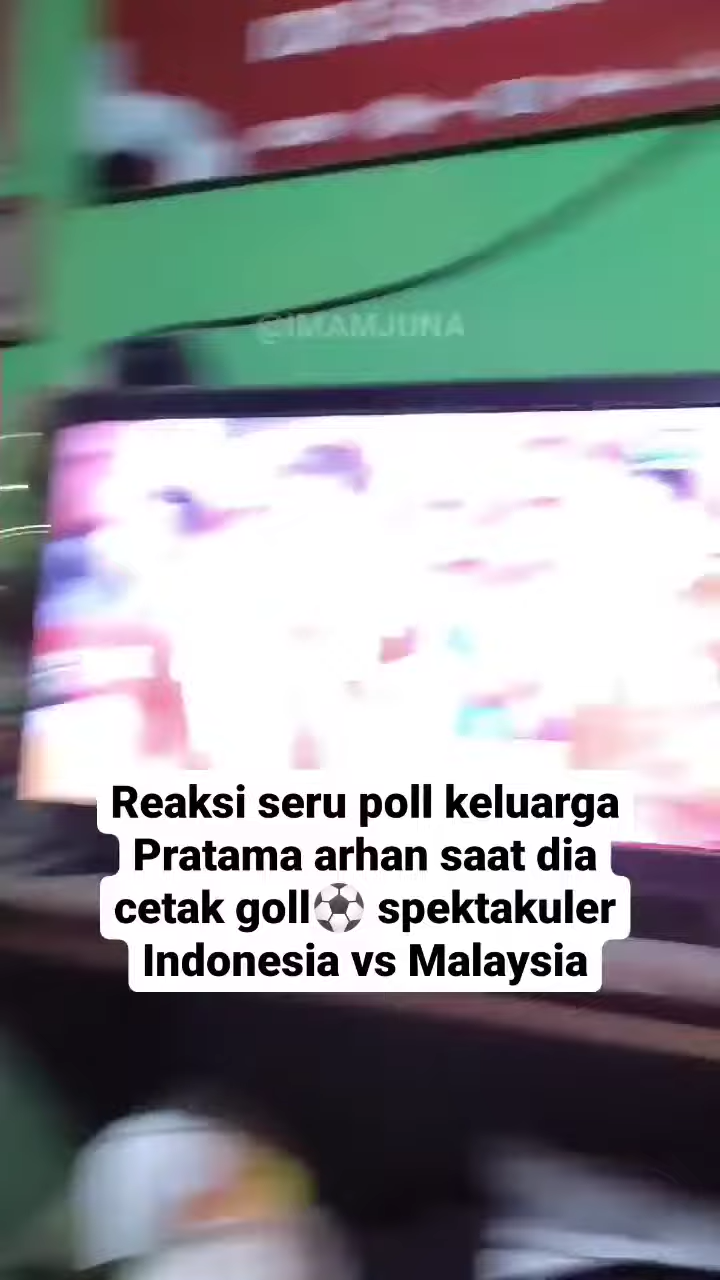 @IMAMJUNA
Reaksi seru poll keluarga
Pratama arhan saat dia
cetak goll⚽ spektakuler
Indonesia vs Malaysia